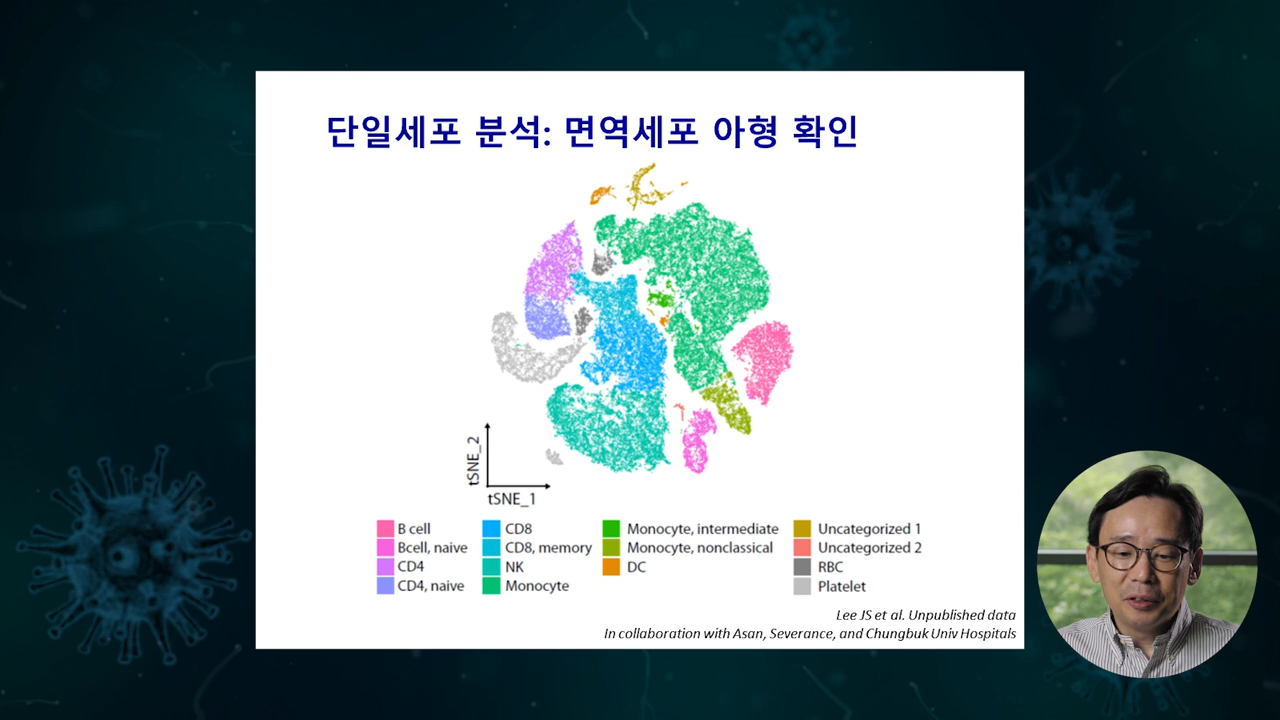 단일세포 분석: 면역세포 아형 확인
tSNE_2
tSNE_1
B cell
Bcell, naive
CD4
CD4, naive
CD8
CD8, memory
NK
Monocyte
Monocyte, intermediate
Monocyte, nonclassical
DC
Uncategorized 1
Uncategorized 2
RBC
Platelet
Lee JS et al. Unpublished data
In collaboration with Asan, Severance, and Chungbuk Univ Hospitals